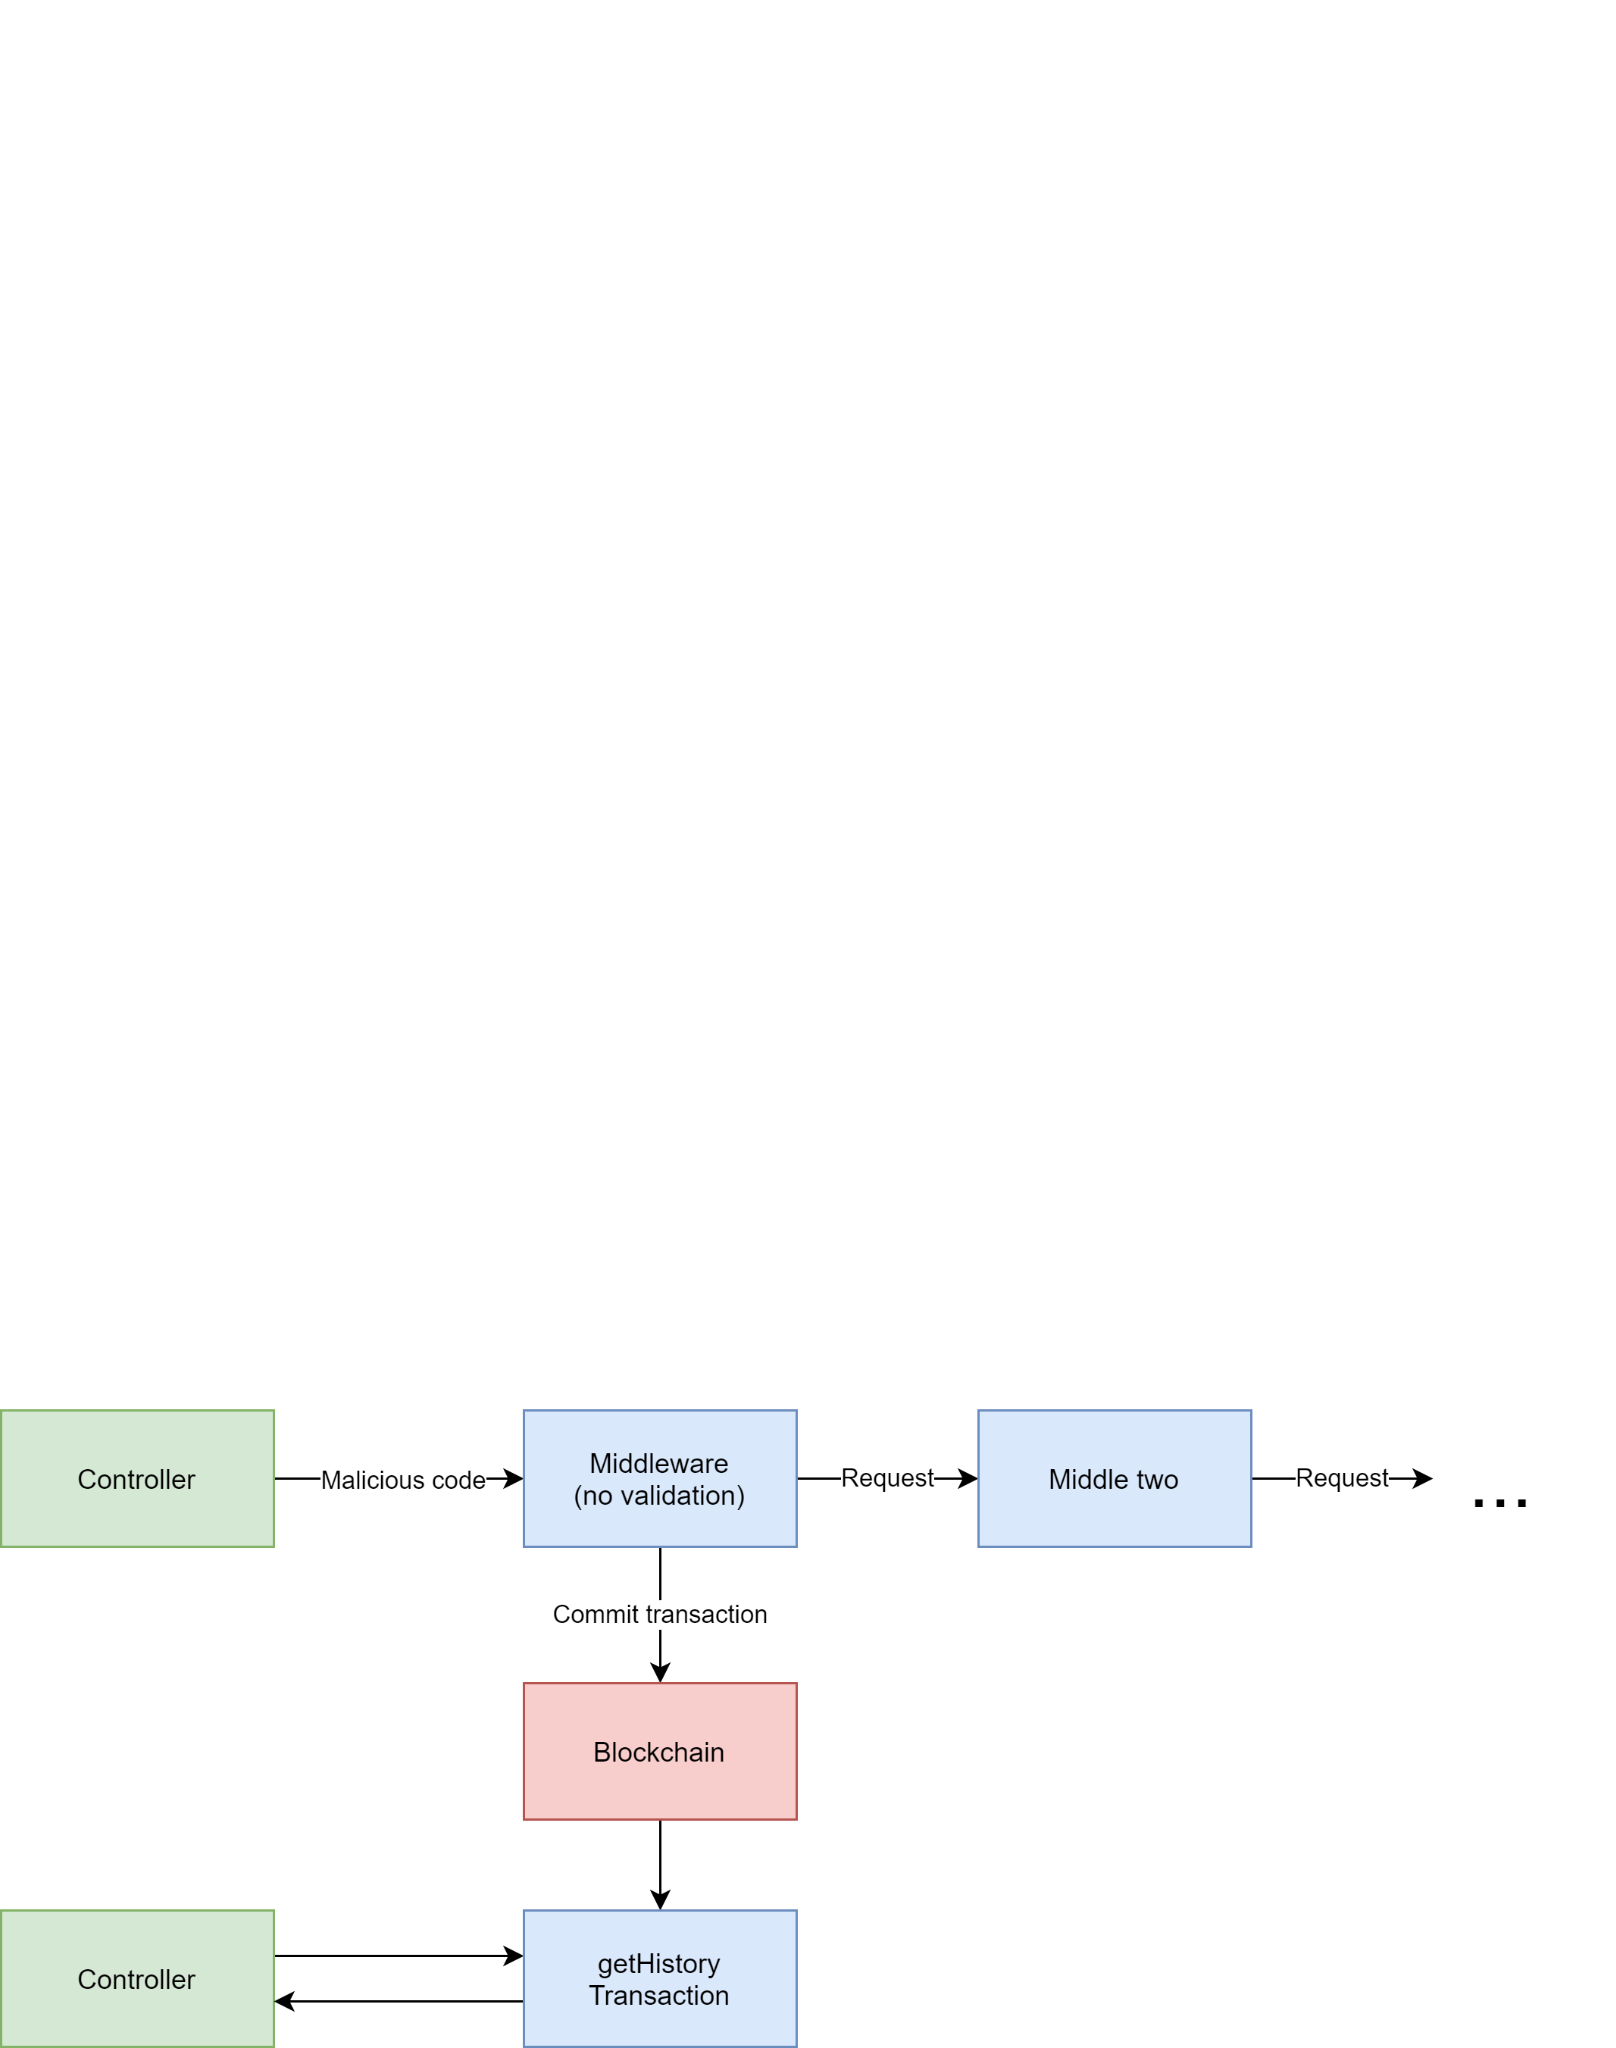 Controller
Malicious code
Middleware
(no validation)
Request
Middle two
Request
...
Commit transaction
Blockchain
Controller
getHistory
Transaction